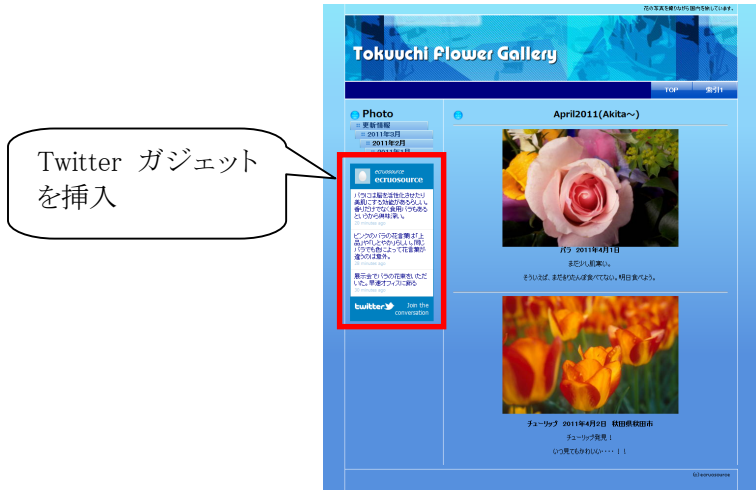 花の写真を撮りながら国内を旅しています。
Tokuuchi Flower Gallery
TOP
索引1
Twitter ガジェット
を挿入
Photo
更新情報
2011年3月
2011年2月
2011年1月
ecruosource
ecruosource
バラには脳を活性化させたり
美肌にする効能があるらしい。
香りだけでなく食用バラもある
というから興味深い。
20 minutes ago
ピンクのバラの花言葉は「上
品」や「しとやか」らしい。同じ
バラでも色によって花言葉が
違うのは意外。
展示会でバラの花束をいただ
いた。早速オフィスに飾る
twitter
Join the
conversation
April2011(Akita～)
バラ 2011年4月1日
まだ少し肌寒い。
そういえば、まだきりたんぽ食べてない。明日食べよう。
チューリップ 2011年4月2日 秋田県秋田市
チューリップ発見！
いつ見てもかわいい・・・・！！
(c) ecruosource